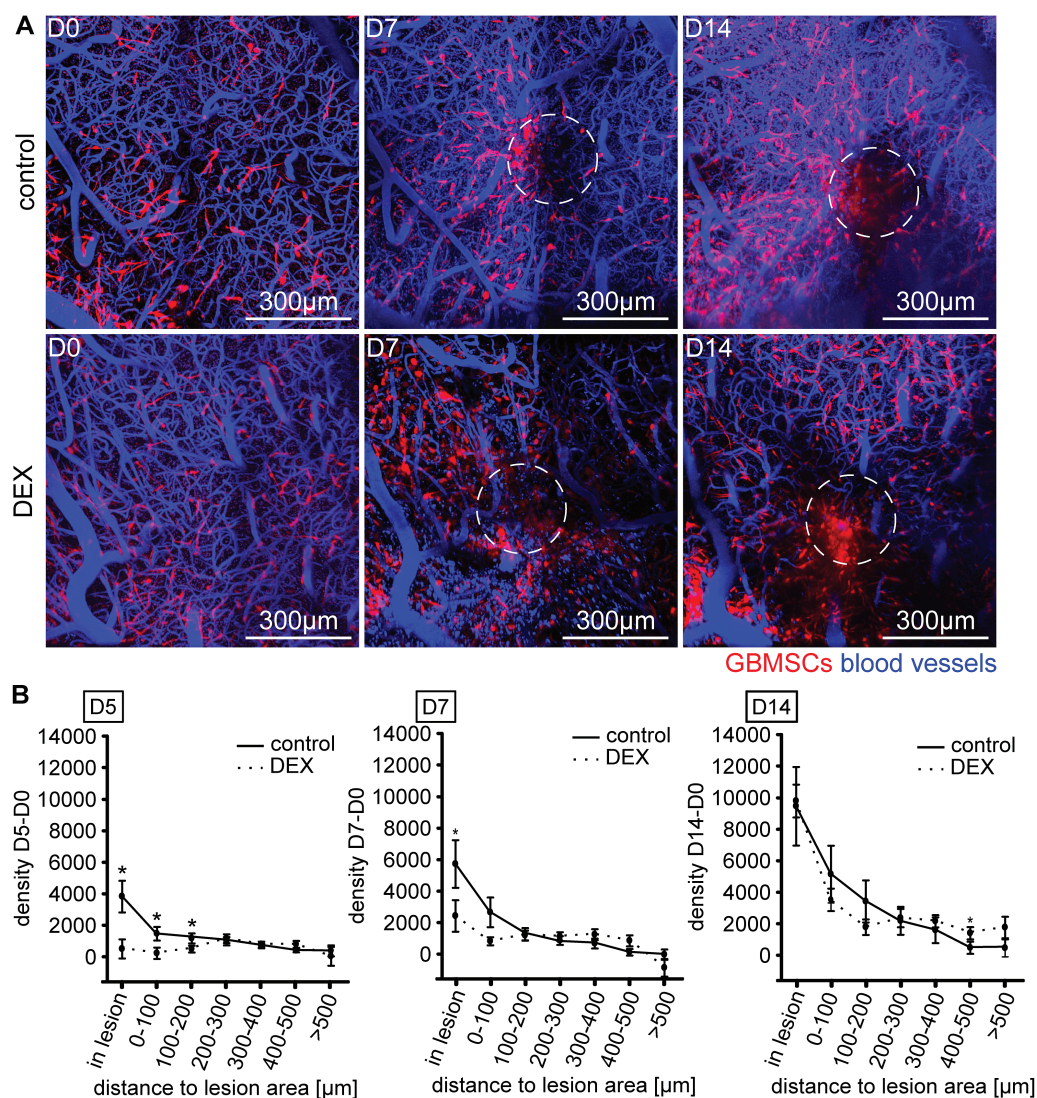 A
D0
D7
D14
control
300µm
300µm
300µm
D0
D7
D14
DEX
300µm
300µm
300µm
GBMSCs blood vessels
B
D5
14000
12000
10000
8000
6000
4000
2000
0
density D5-D0
control
DEX
*
*
*
in lesion
0-100
100-200
200-300
300-400
400-500
>500
distance to lesion area [µm]
D7
14000
12000
10000
8000
6000
4000
2000
0
density D7-D0
control
DEX
*
in lesion
0-100
100-200
200-300
300-400
400-500
>500
distance to lesion area [µm]
D14
14000
12000
10000
8000
6000
4000
2000
0
density D14-D0
control
DEX
*
in lesion
0-100
100-200
200-300
300-400
400-500
>500
distance to lesion area [µm]